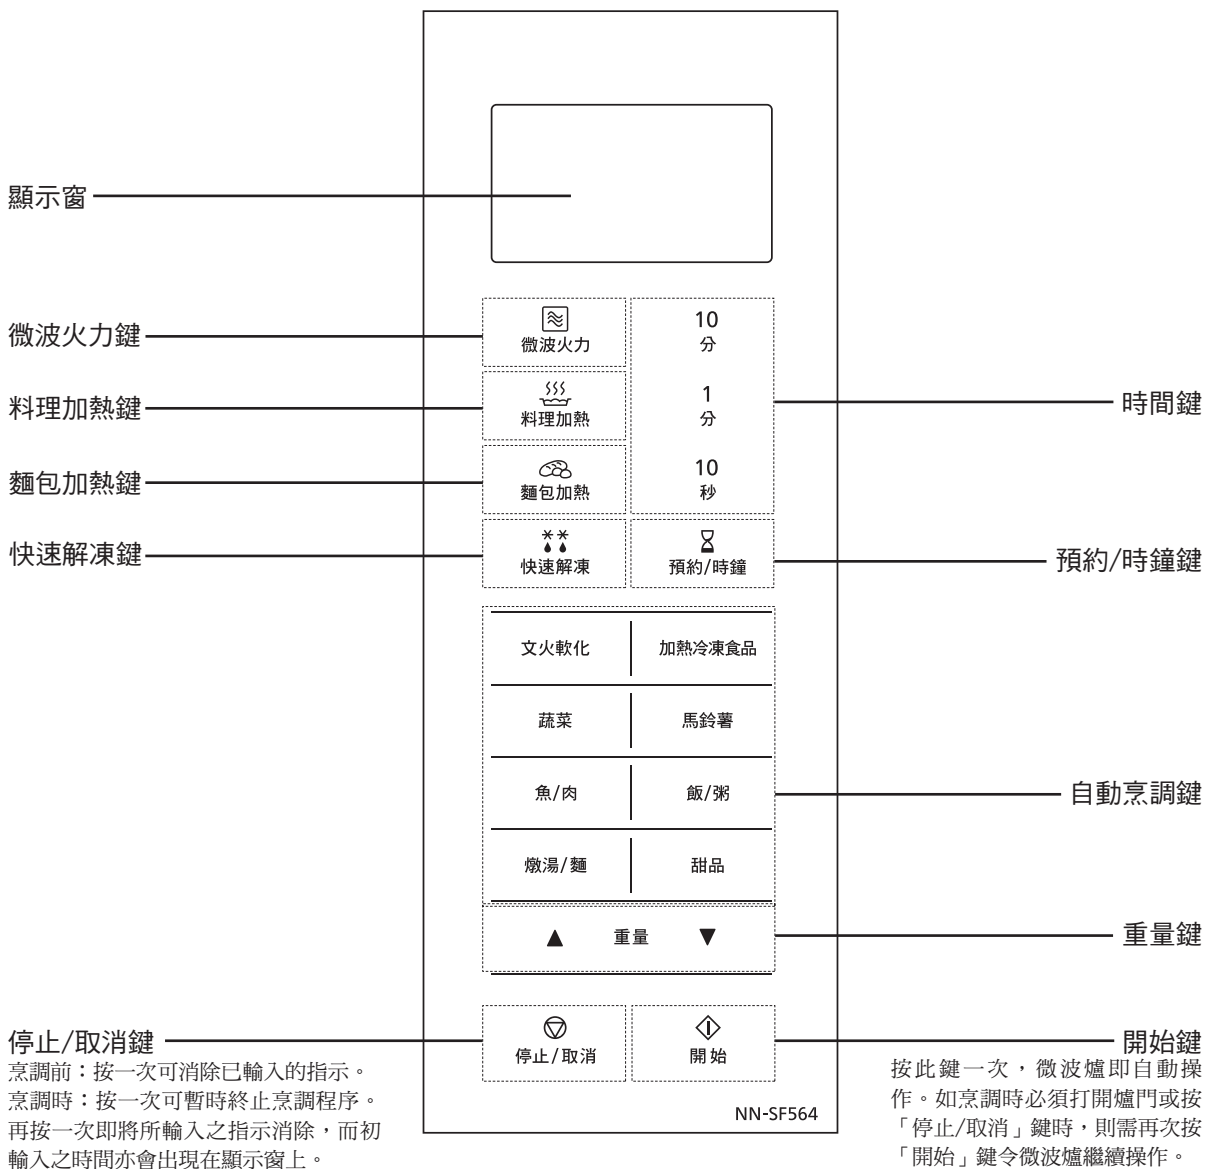 顯示窗
微波火力鍵
料理加熱鍵
麵包加熱鍵
快速解凍鍵
微波火力
10
分
料理加熱
1
分
麵包加熱
10
秒
快速解凍
預約/時鐘
時間鍵
預約/時鐘鍵
文火軟化
加熱冷凍食品
蔬菜
馬鈴薯
魚/肉
飯/粥
燉湯/麵
甜品
自動烹調鍵
▲ 重量 ▼
重量鍵
停止/取消
開始
NN-SF564
停止/取消鍵
烹調前：按一次可消除已輸入的指示。
烹調時：按一次可暫時終止烹調程序。
再按一次即將所輸入之指示消除，而初
輸入之時間亦會出現在顯示窗上。
開始鍵
按此鍵一次，微波爐即自動操
作。如烹調時必須打開爐門或按
「停止/取消」鍵時，則需再次按
「開始」鍵令微波爐繼續操作。